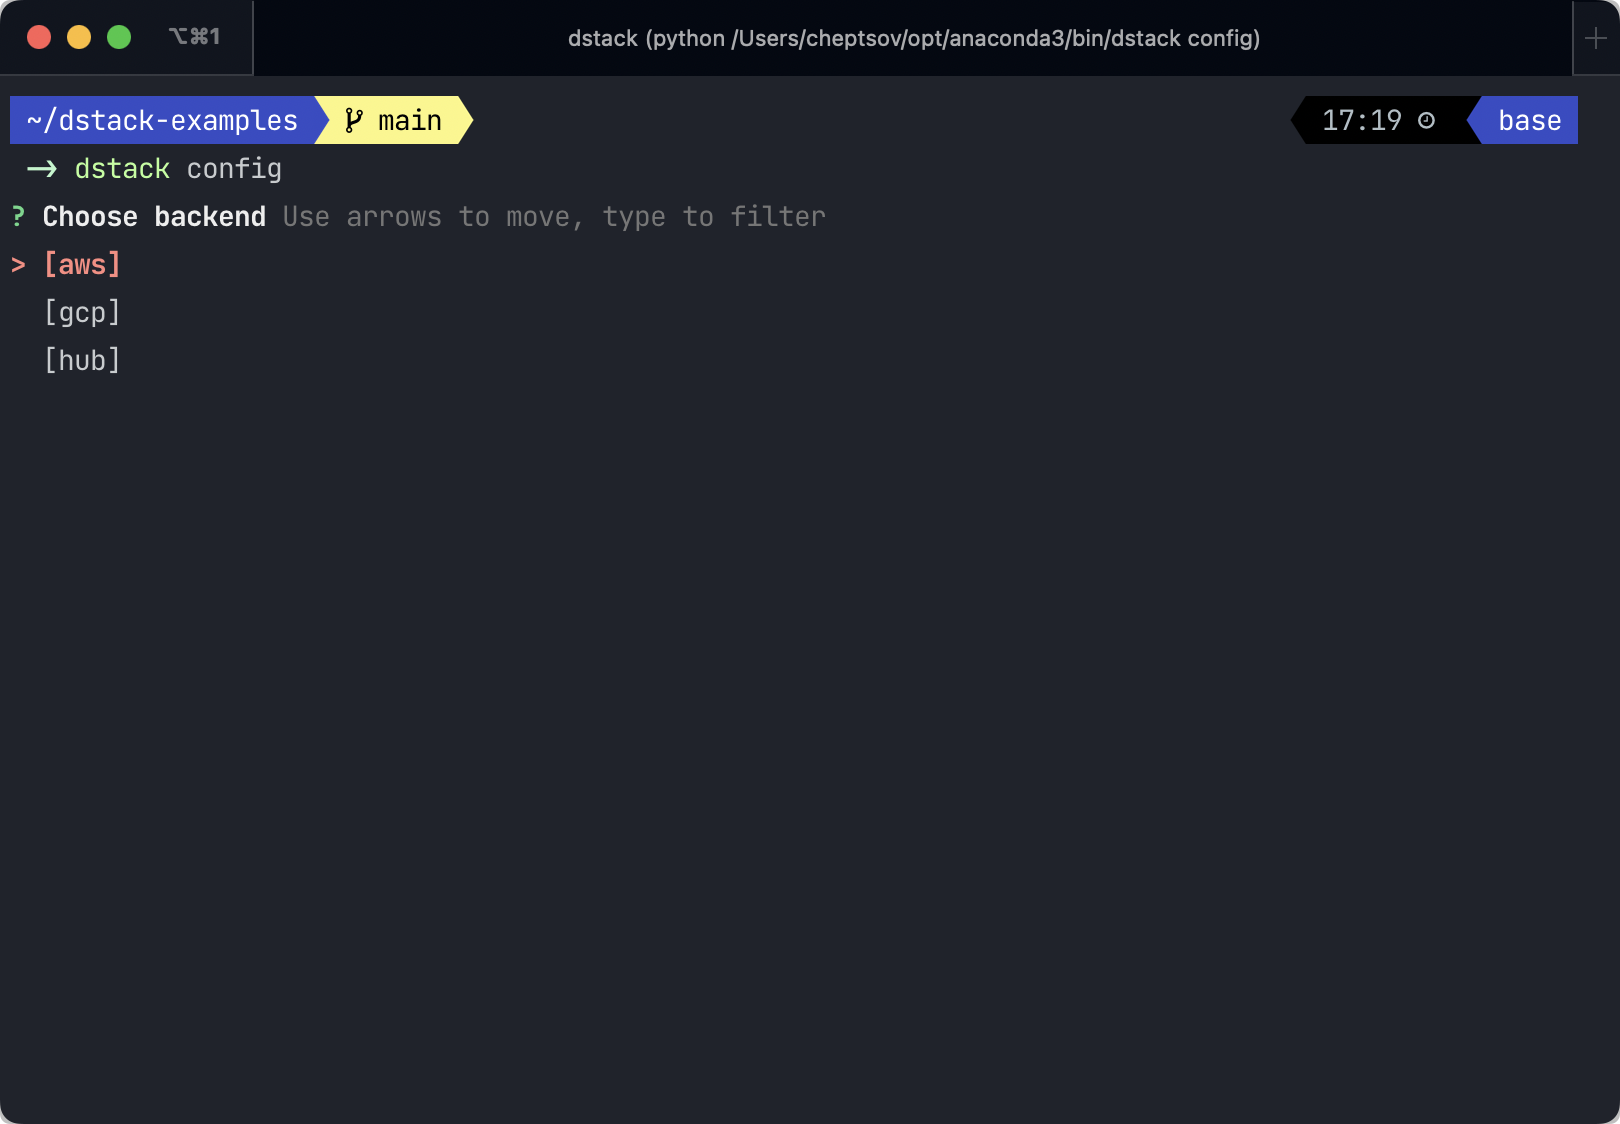 ⌥⌘1 dstack (python /Users/cheptsov/opt/anaconda3/bin/dstack config)
~/dstack-examples main 17:19 base
→ dstack config
? Choose backend Use arrows to move, type to filter
> [aws]
[gcp]
[hub]